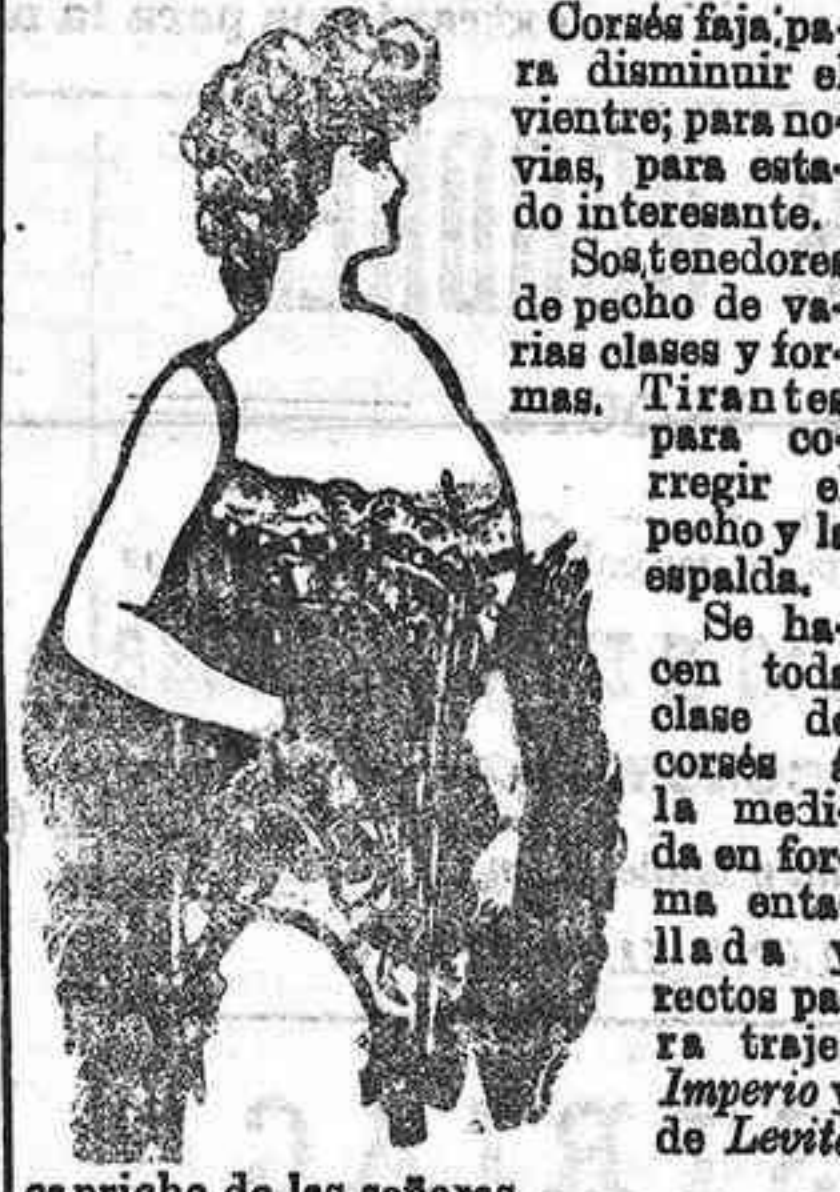 Corsés faja pa-
ra disminuir el
vientre; para no-
vias, para esta-
do interesante.
Sostenedores
de pecho de va-
rias clases y for-
mas. Tirantes
para co-
rregir e
pecho y la
espalda.
Se ha-
cen toda
clase de
corsés á
la medi-
da en for-
ma enta-
llada y
rectos pa-
ra traje
Imperio
de Levita
capricho de las señoras